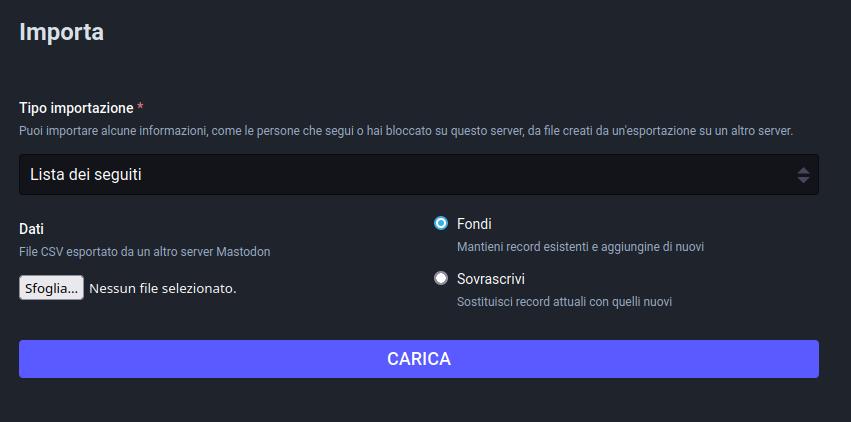 Importa
Tipo importazione *
Puoi importare alcune informazioni, come le persone che segui o hai bloccato su questo server, da file creati da un'esportazione su un altro server.
Lista dei seguiti
Dati
File CSV esportato da un altro server Mastodon
Sfoglia... Nessun file selezionato.
Fondi
Mantieni record esistenti e aggiungine di nuovi
Sovrascrivi
Sostituisci record attuali con quelli nuovi
CARICA